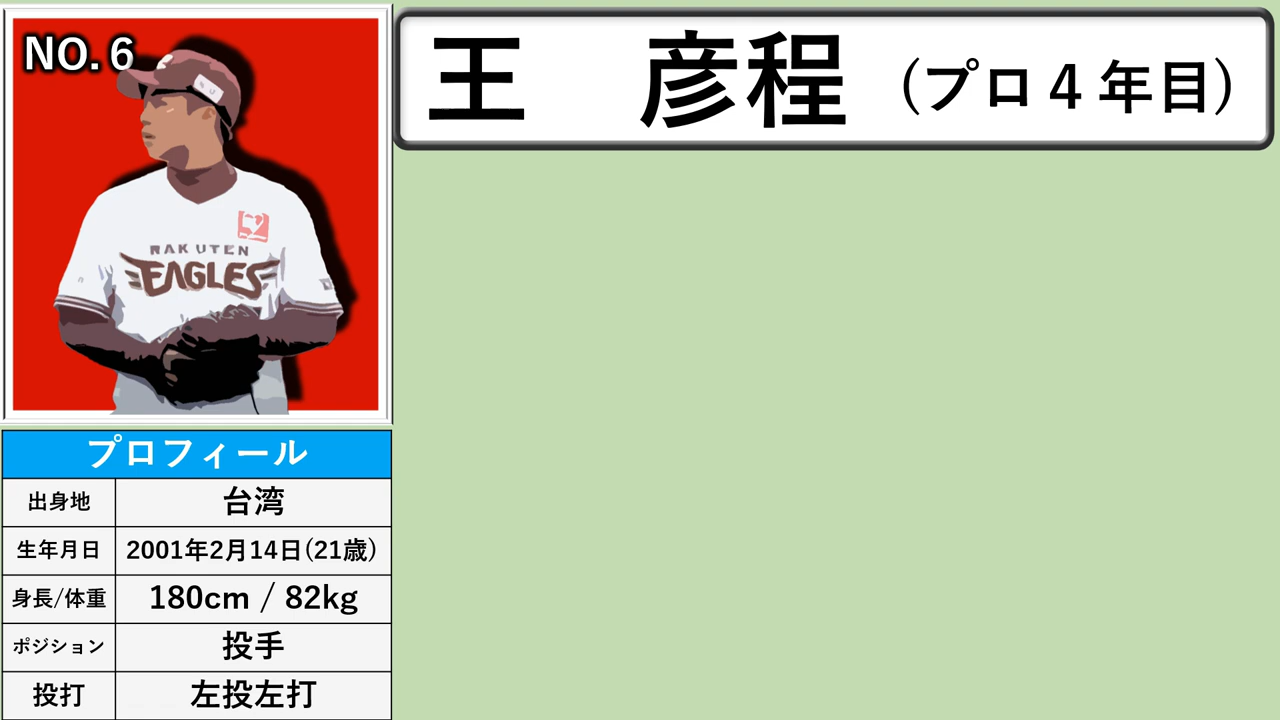 NO.6
王 彦程 (プロ4年目)
RAKUTEN
EAGLES
プロフィール
出身地 台湾
生年月日 2001年2月14日(21歳)
身長/体重 180cm / 82kg
ポジション 投手
投打 左投左打